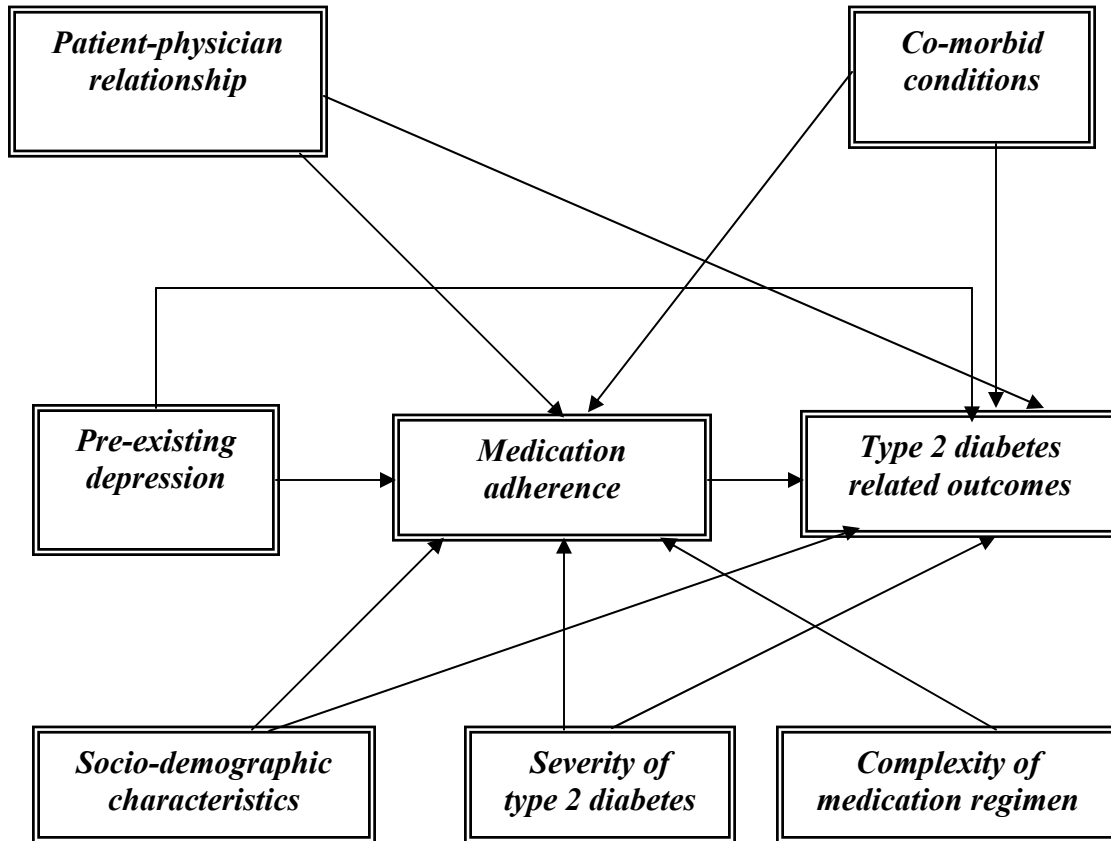 Patient-physician
relationship
Co-morbid
conditions
Pre-existing
depression
Medication
adherence
Type 2 diabetes
related outcomes
Socio-demographic
characteristics
Severity of
type 2 diabetes
Complexity of
medication regimen